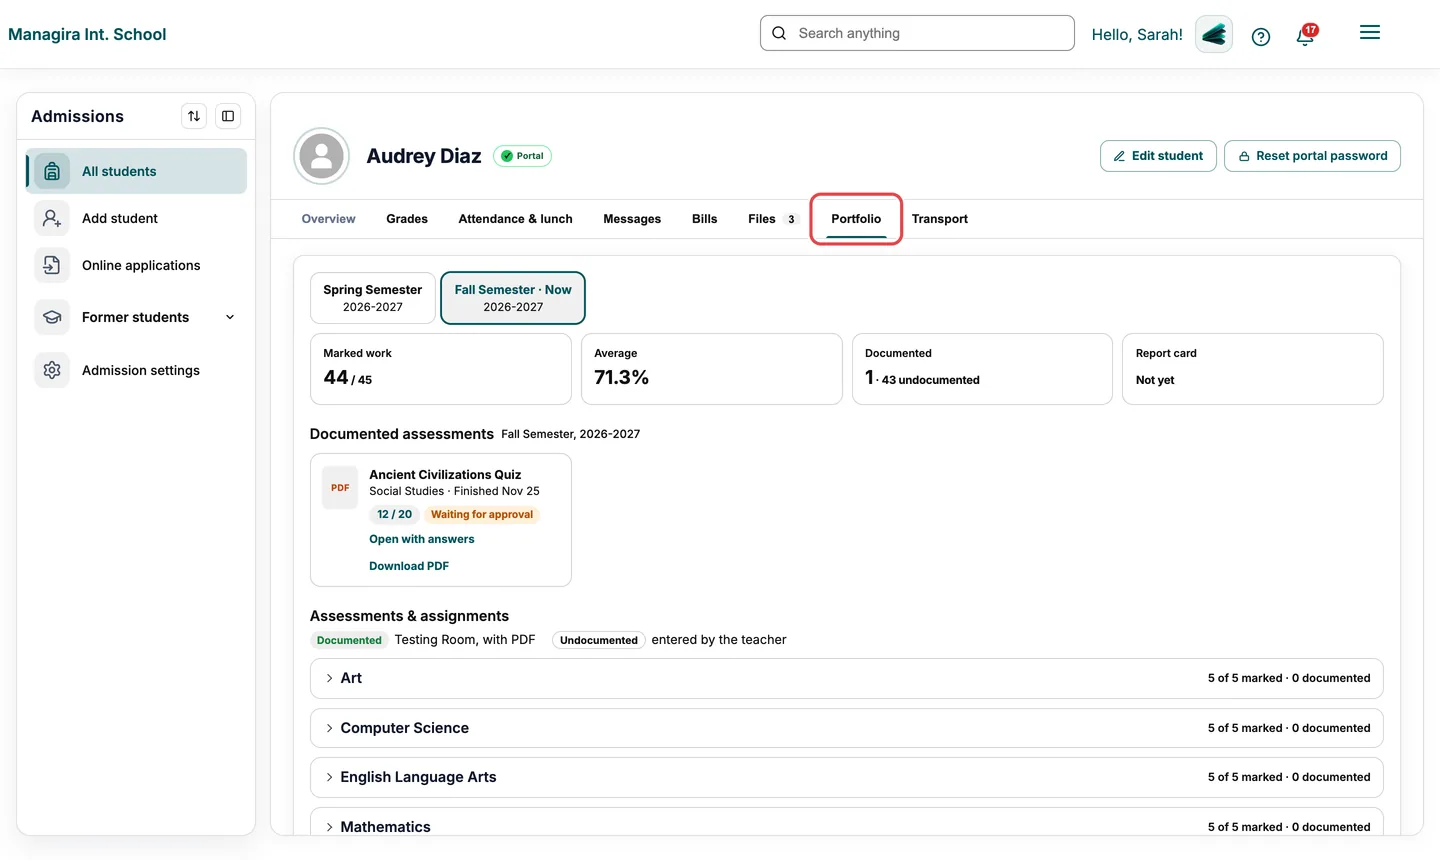 Managira Int. School
Search anything
Hello, Sarah!
17
Admissions
All students
Add student
Online applications
Former students
Admission settings
Audrey Diaz
Portal
Edit student
Reset portal password
Overview
Grades
Attendance & lunch
Messages
Bills
Files 3
Portfolio
Transport
Spring Semester
2026-2027
Fall Semester · Now
2026-2027
Marked work
44 / 45
Average
71.3%
Documented
1 · 43 undocumented
Report card
Not yet
Documented assessments Fall Semester, 2026-2027
PDF
Ancient Civilizations Quiz
Social Studies · Finished Nov 25
12 / 20 Waiting for approval
Open with answers
Download PDF
Assessments & assignments
Documented Testing Room, with PDF Undocumented entered by the teacher
Art 5 of 5 marked · 0 documented
Computer Science 5 of 5 marked · 0 documented
English Language Arts 5 of 5 marked · 0 documented
Mathematics 5 of 5 marked · 0 documented